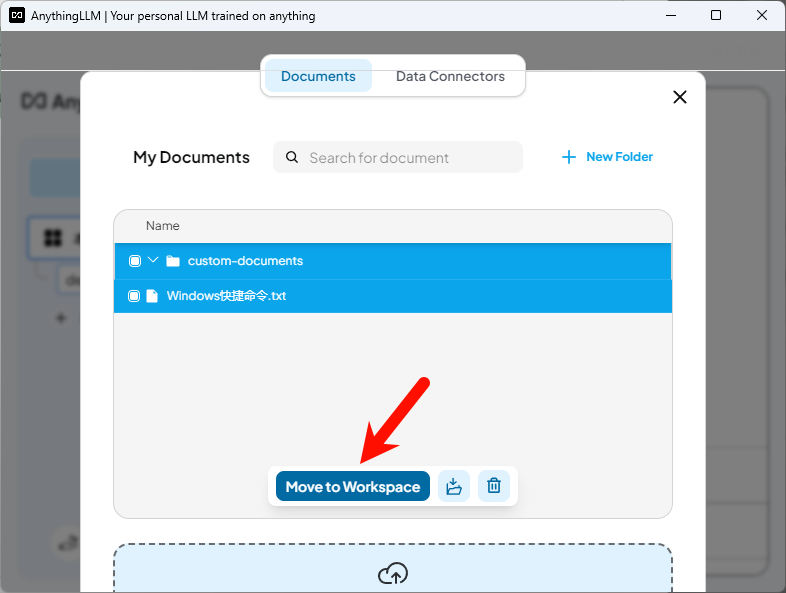 AnythingLLM | Your personal LLM trained on anything
Documents
Data Connectors
My Documents
Search for document
New Folder
Name
custom-documents
Windows快捷命令.txt
Move to Workspace